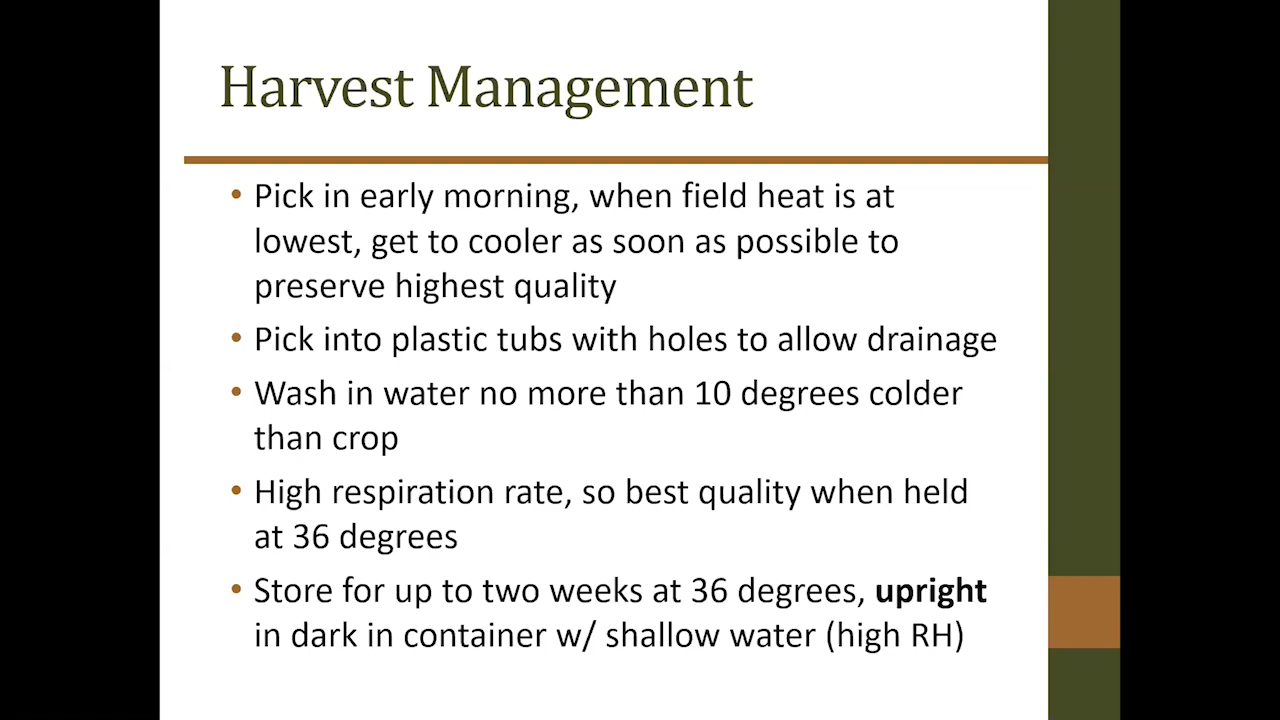 Harvest Management
• Pick in early morning, when field heat is at
lowest, get to cooler as soon as possible to
preserve highest quality
• Pick into plastic tubs with holes to allow drainage
• Wash in water no more than 10 degrees colder
than crop
• High respiration rate, so best quality when held
at 36 degrees
• Store for up to two weeks at 36 degrees, upright
in dark in container w/ shallow water (high RH)